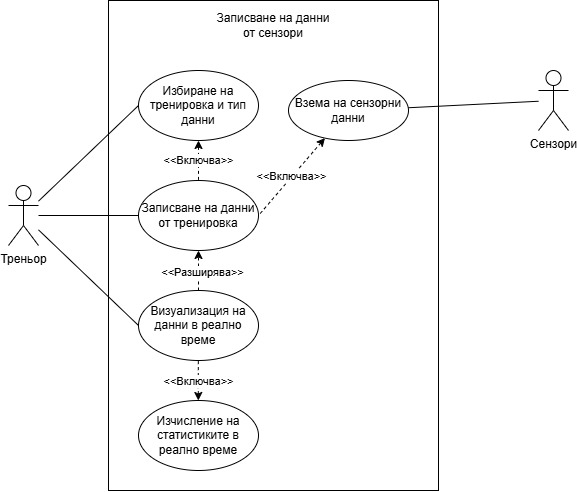 Записване на данни
от сензори
Избиране на
тренировка и тип
данни
Взема на сензорни
данни
Сензори
<<Включва>>
<<Включва>>
Записване на данни
от тренировка
Треньор
<<Разширява>>
Визуализация на
данни в реално
време
<<Включва>>
Изчисление на
статистиките в
реално време